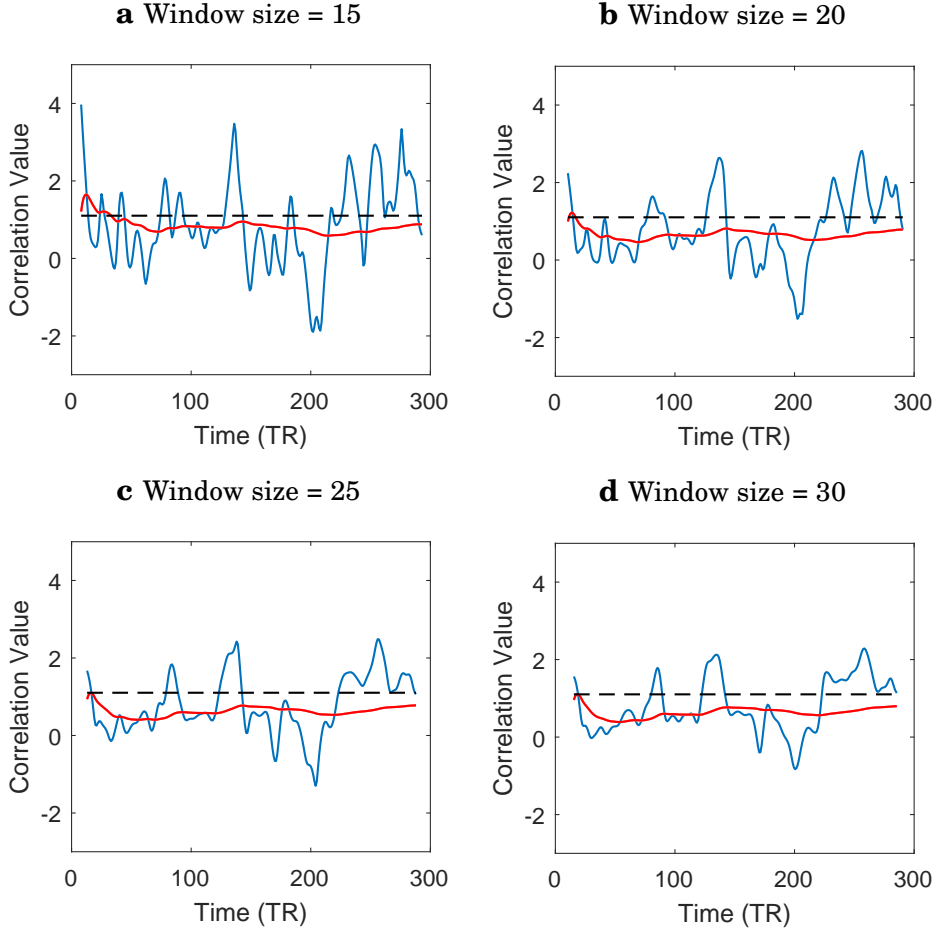 a Window size = 15
b Window size = 20
4
2
0
-2
Correlation Value
0 100 200 300
Time (TR)
4
2
0
-2
Correlation Value
0 100 200 300
Time (TR)
c Window size = 25
d Window size = 30
4
2
0
-2
Correlation Value
0 100 200 300
Time (TR)
4
2
0
-2
Correlation Value
0 100 200 300
Time (TR)